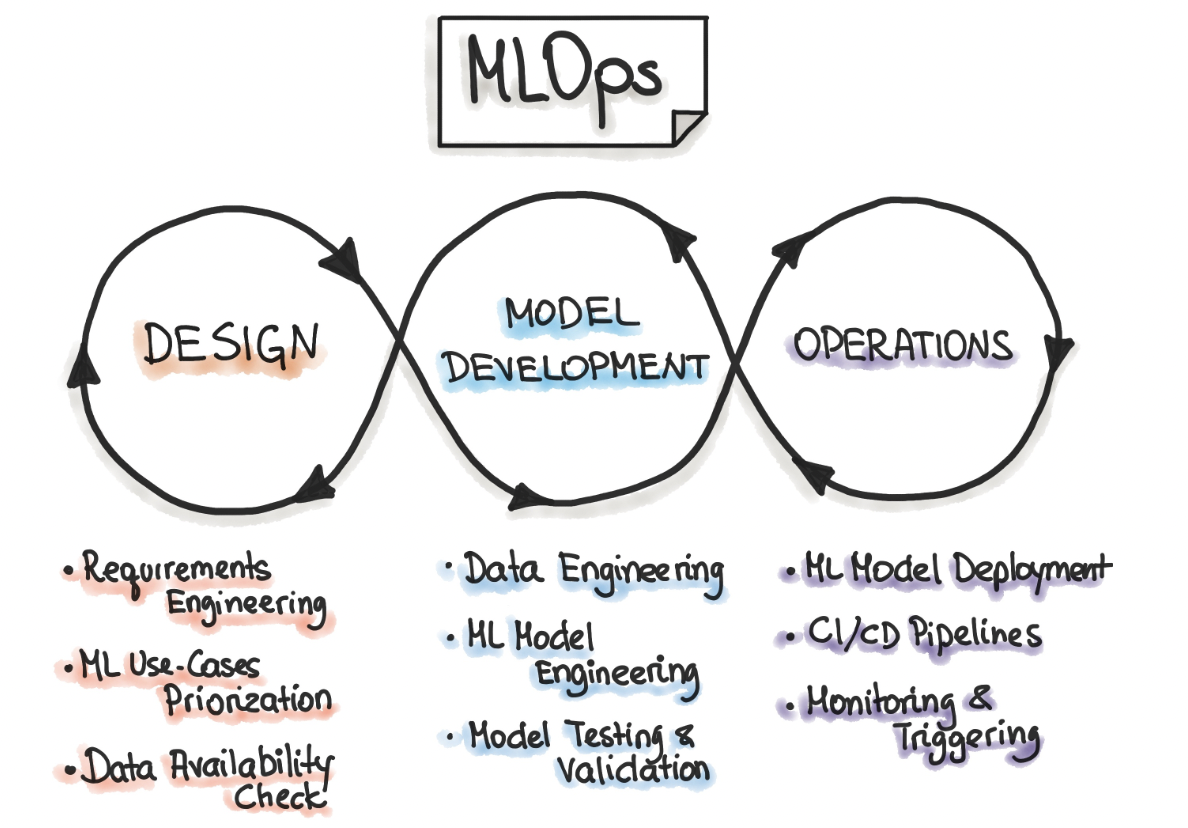 MLOps
DESIGN
MODEL
DEVELOPMENT
OPERATIONS
• Requirements
Engineering
• ML Use-Cases
Priorization
• Data Availability
Check
• Data Engineering
• ML Model
Engineering
• Model Testing &
Validation
• ML Model Deployment
• CI/CD Pipelines
• Monitoring &
Triggering